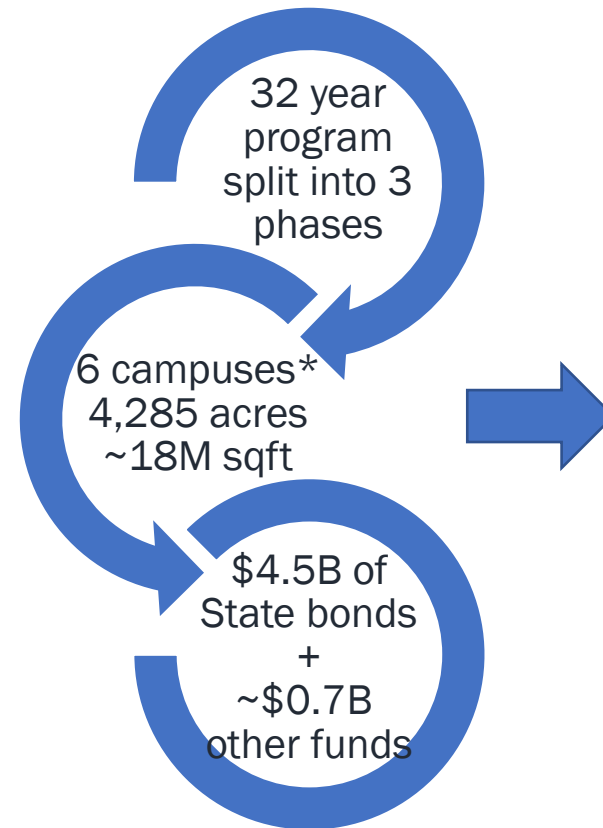 32 year
program
split into 3
phases
6 campuses*
4,285 acres
~18M sqft
$4.5B of
State bonds
+
~$0.7B
other funds